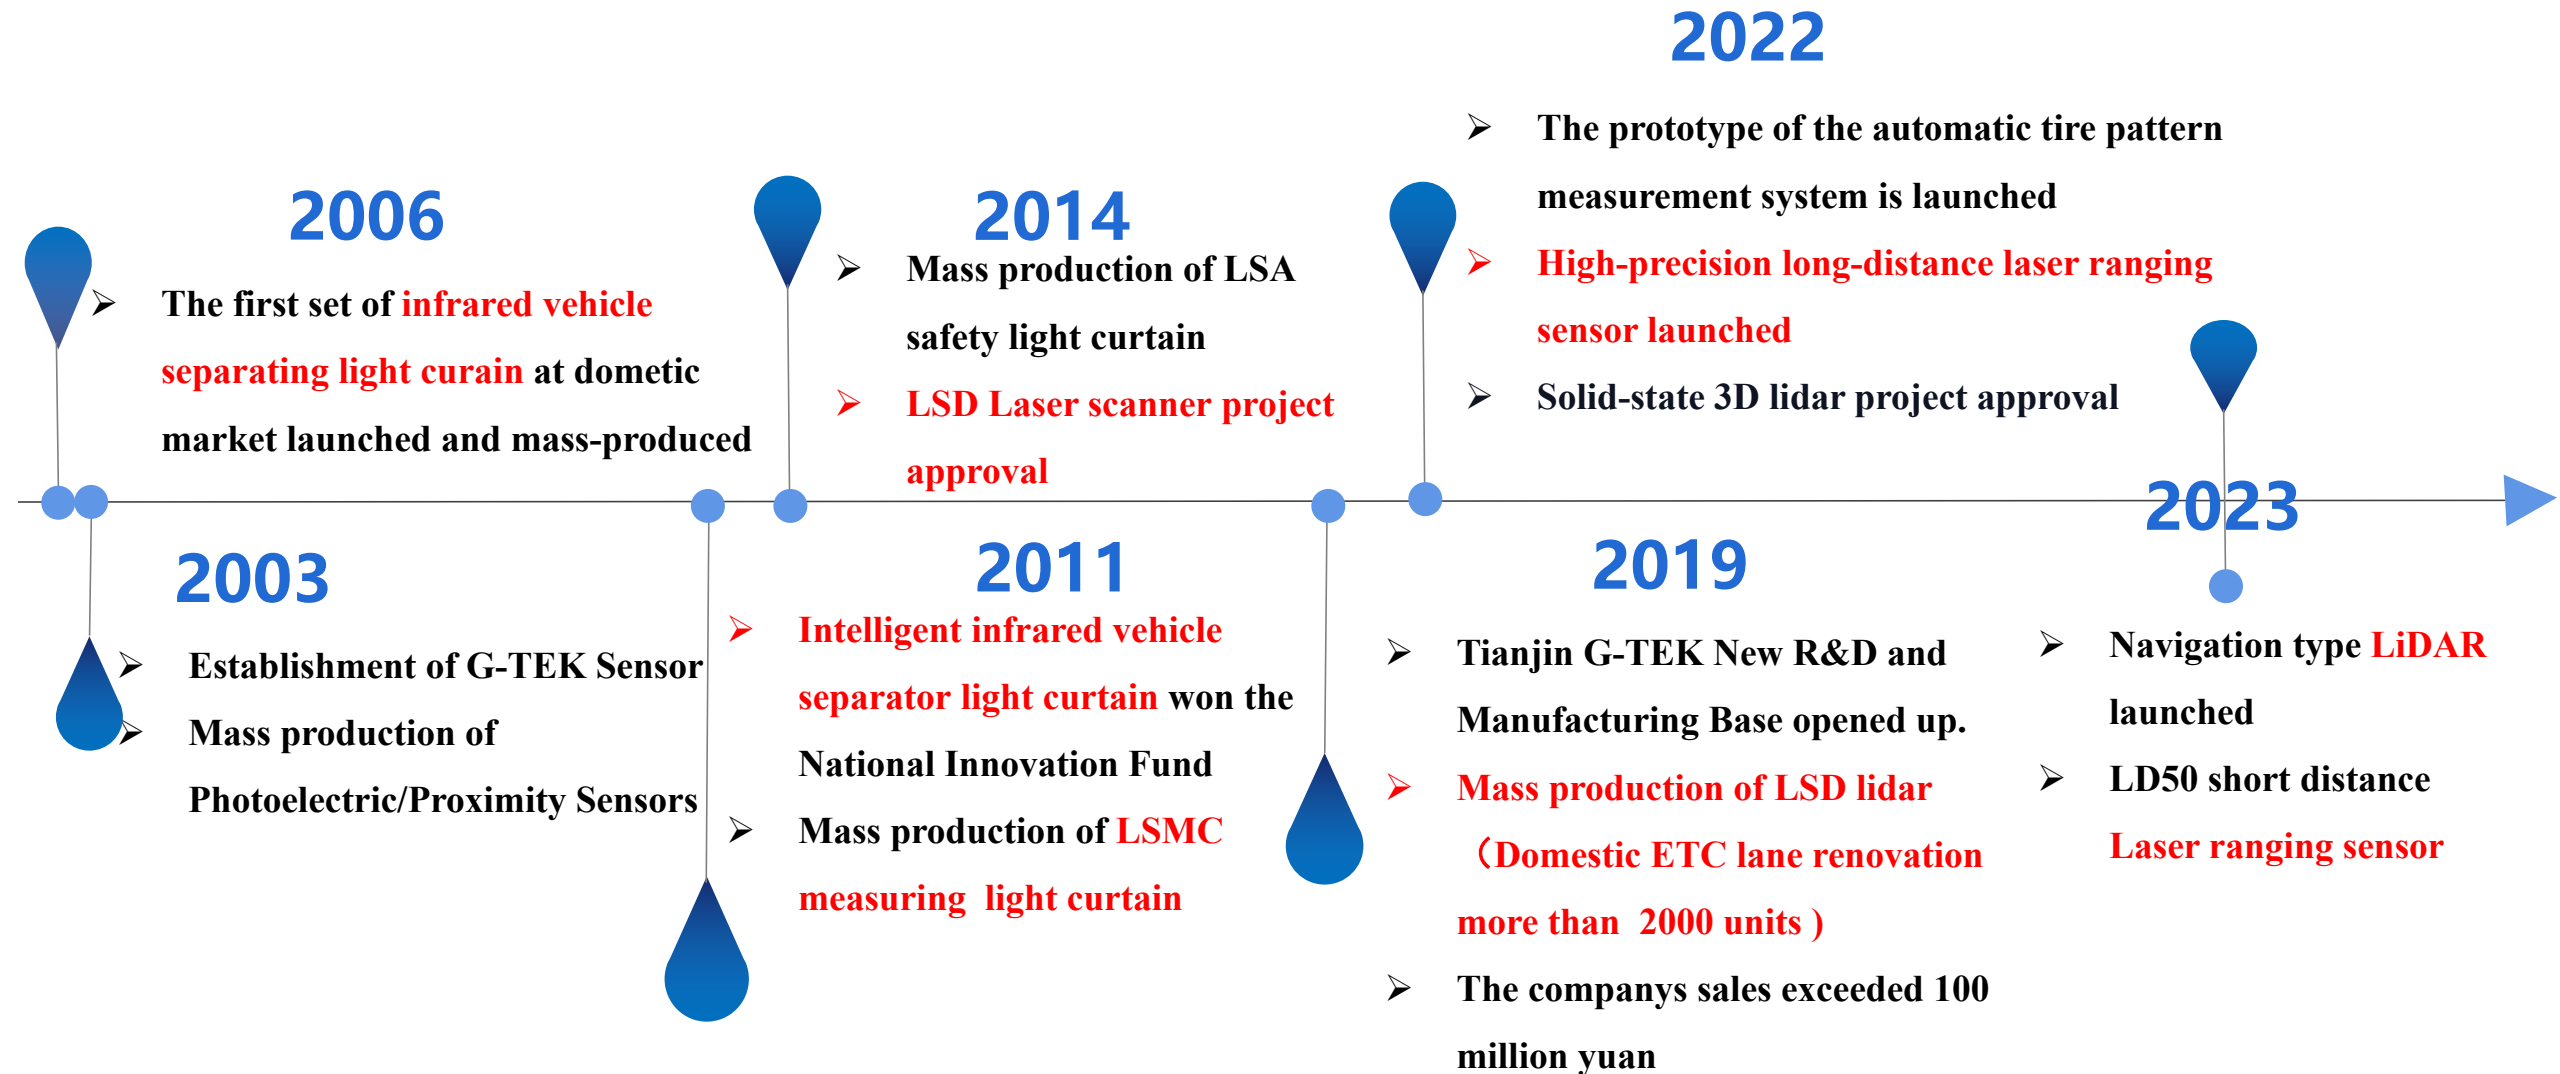 2006
➢ The first set of infrared vehicle
separating light curain at dometic
market launched and mass-produced
2003
➢ Establishment of G-TEK Sensor
➢ Mass production of
Photoelectric/Proximity Sensors
2014
➢ Mass production of LSA
safety light curtain
➢ LSD Laser scanner project
approval
2011
➢ Intelligent infrared vehicle
separator light curtain won the
National Innovation Fund
➢ Mass production of LSMC
measuring  light curtain
2022
➢ The prototype of the automatic tire pattern
measurement system is launched
➢ High-precision long-distance laser ranging
sensor launched
➢ Solid-state 3D lidar project approval
2019
➢ Tianjin G-TEK New R&D and
Manufacturing Base opened up.
➢ Mass production of LSD lidar
（Domestic ETC lane renovation
more than  2000 units )
➢ The companys sales exceeded 100
million yuan
2023
➢ Navigation type LiDAR
launched
➢ LD50 short distance
Laser ranging sensor